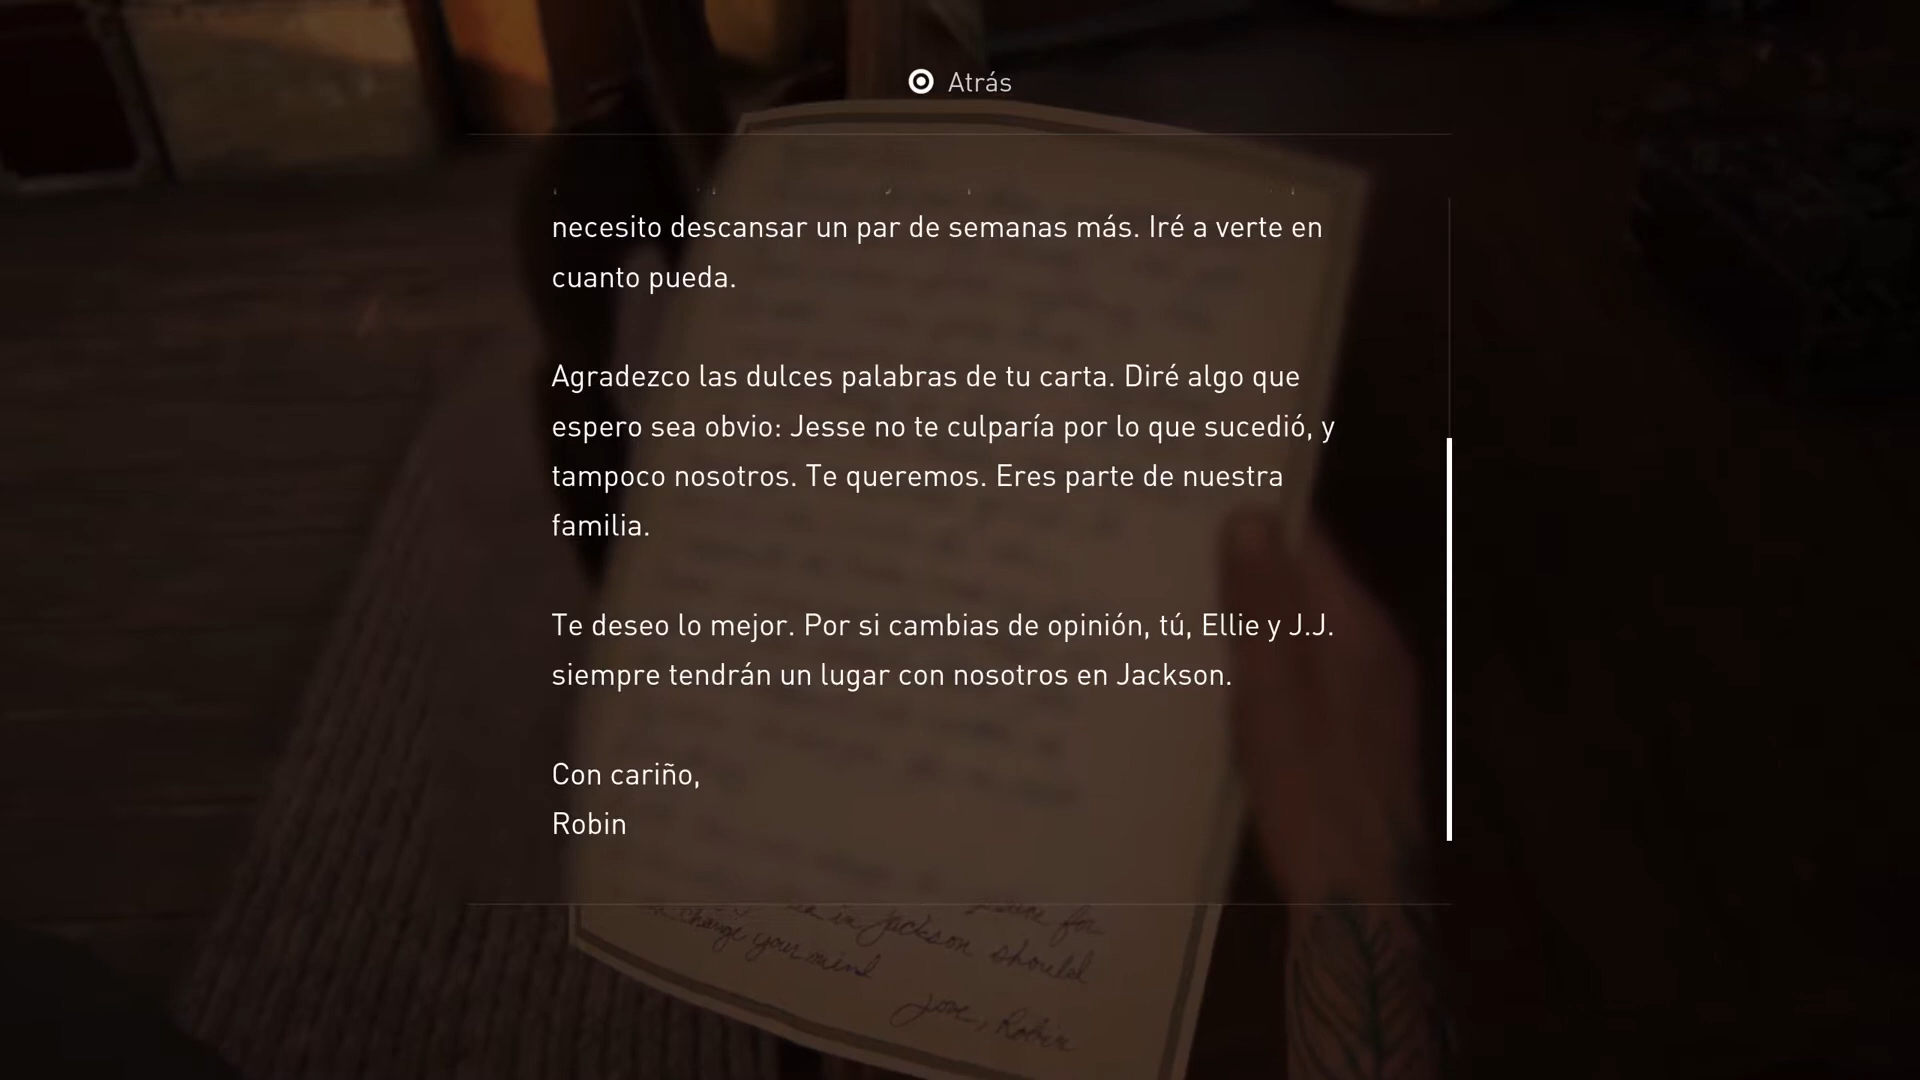 Atrás
necesito descansar un par de semanas más. Iré a verte en
cuanto pueda.
Agradezco las dulces palabras de tu carta. Diré algo que
espero sea obvio: Jesse no te culparía por lo que sucedió, y
tampoco nosotros. Te queremos. Eres parte de nuestra
familia.
Te deseo lo mejor. Por si cambias de opinión, tú, Ellie y J.J.
siempre tendrán un lugar con nosotros en Jackson.
Con cariño,
Robin
in Jackson should
change your mind
Love, Robin